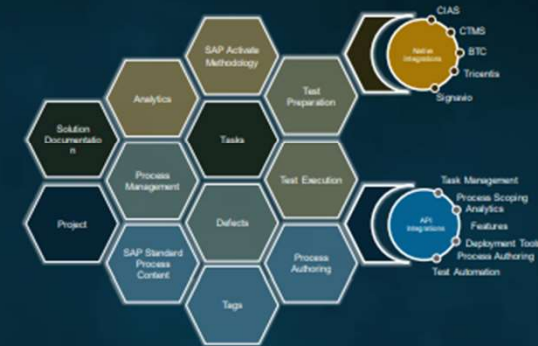 SAP Activate
Methodology
Analytics
Test
Preparation
Solution
Documentatio
n
Tasks
Process
Management
Test Execution
Project
Defects
SAP Standard
Process
Content
Process
Authoring
Tags
Native
Integrations
CIAS
CTMS
BTC
Tricentis
Signavio
API
Integrations
Task Management
Process Scoping
Analytics
Features
Deployment Tool
Process Authoring
Test Automation